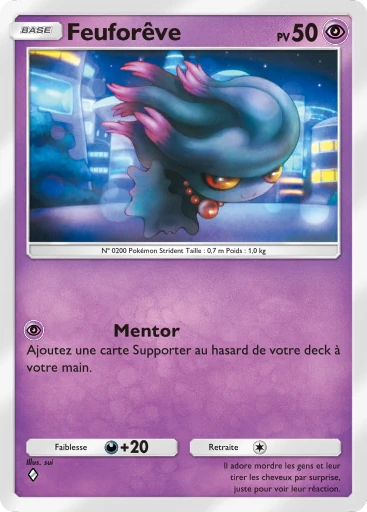 BASE Feuforêve PV 50
N° 0200 Pokémon Strident Taille : 0,7 m Poids : 1,0 kg
Mentor
Ajoutez une carte Supporter au hasard de votre deck à
votre main.
Faiblesse +20 Retraite
Illus. sui
Il adore mordre les gens et leur
tirer les cheveux par surprise,
juste pour voir leur réaction.